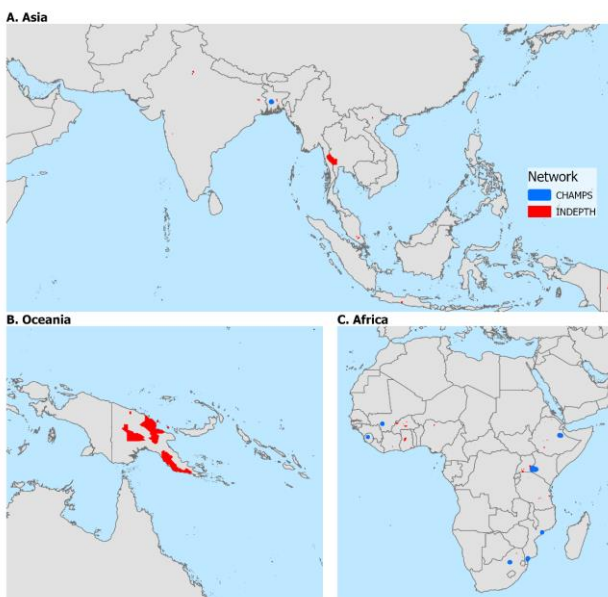 A. Asia
Network
CHAMPS
INDEPTH
B. Oceania
C. Africa